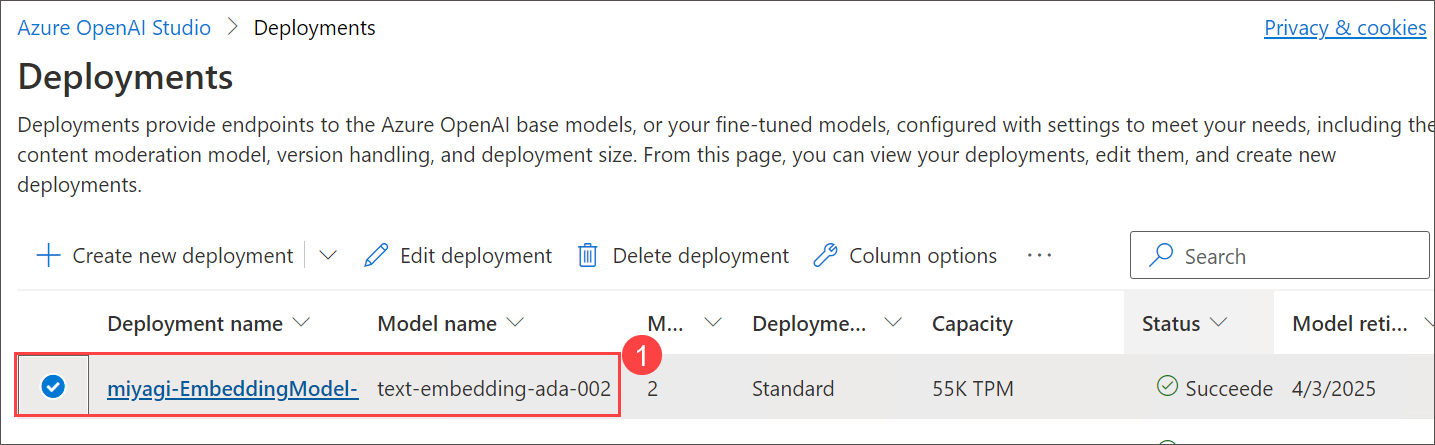 Azure OpenAI Studio > Deployments Privacy & cookies
Deployments
Deployments provide endpoints to the Azure OpenAI base models, or your fine-tuned models, configured with settings to meet your needs, including the
content moderation model, version handling, and deployment size. From this page, you can view your deployments, edit them, and create new
deployments.
Create new deployment Edit deployment Delete deployment Column options ··· Search
Deployment name Model name M... Deployme... Capacity Status Model reti...
1
miyagi-EmbeddingModel- text-embedding-ada-002 2 Standard 55K TPM Succeede 4/3/2025